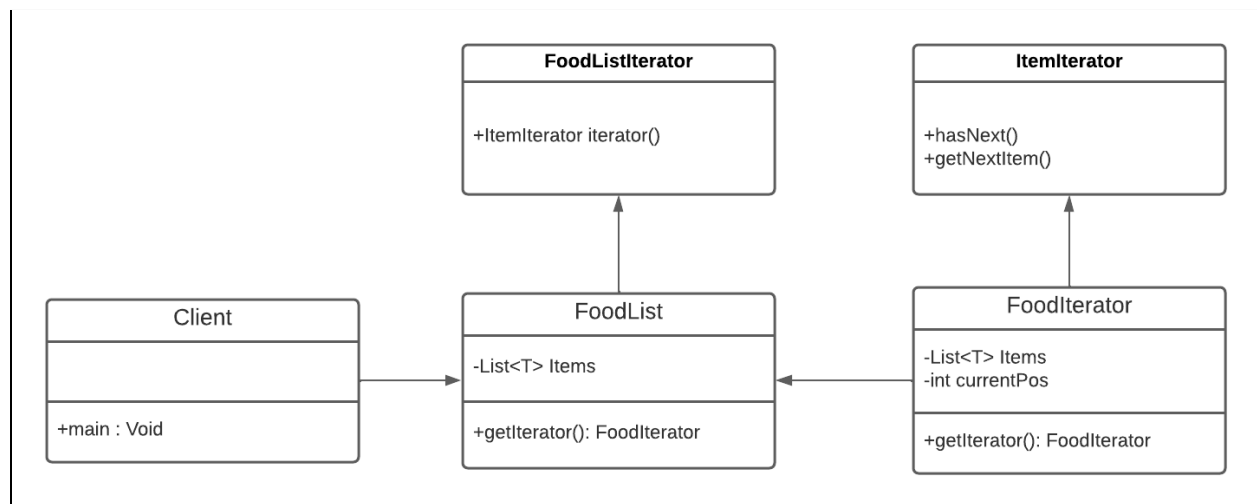 FoodListIterator
+ItemIterator iterator()
ItemIterator
+hasNext()
+getNextItem()
Client
+main : Void
FoodList
-List<T> Items
+getIterator(): FoodIterator
FoodIterator
-List<T> Items
-int currentPos
+getIterator(): FoodIterator